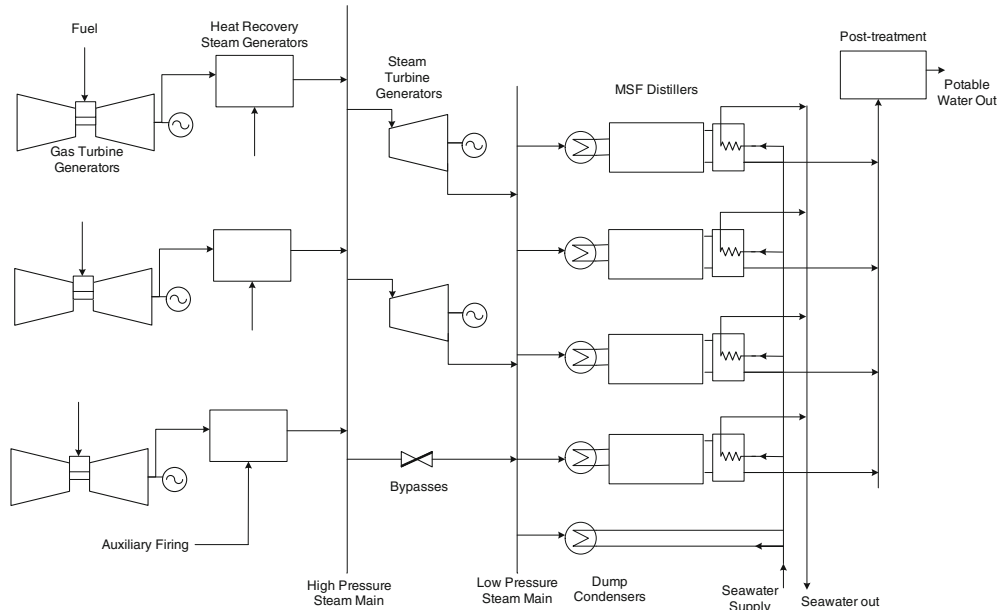 Fuel
Heat Recovery
Steam Generators
Post-treatment
Steam
Turbine
Generators
MSF Distillers
Potable
Water Out
Gas Turbine
Generators
Bypasses
Auxiliary Firing
High Pressure
Steam Main
Low Pressure
Steam Main
Dump
Condensers
Seawater
Supply
Seawater out